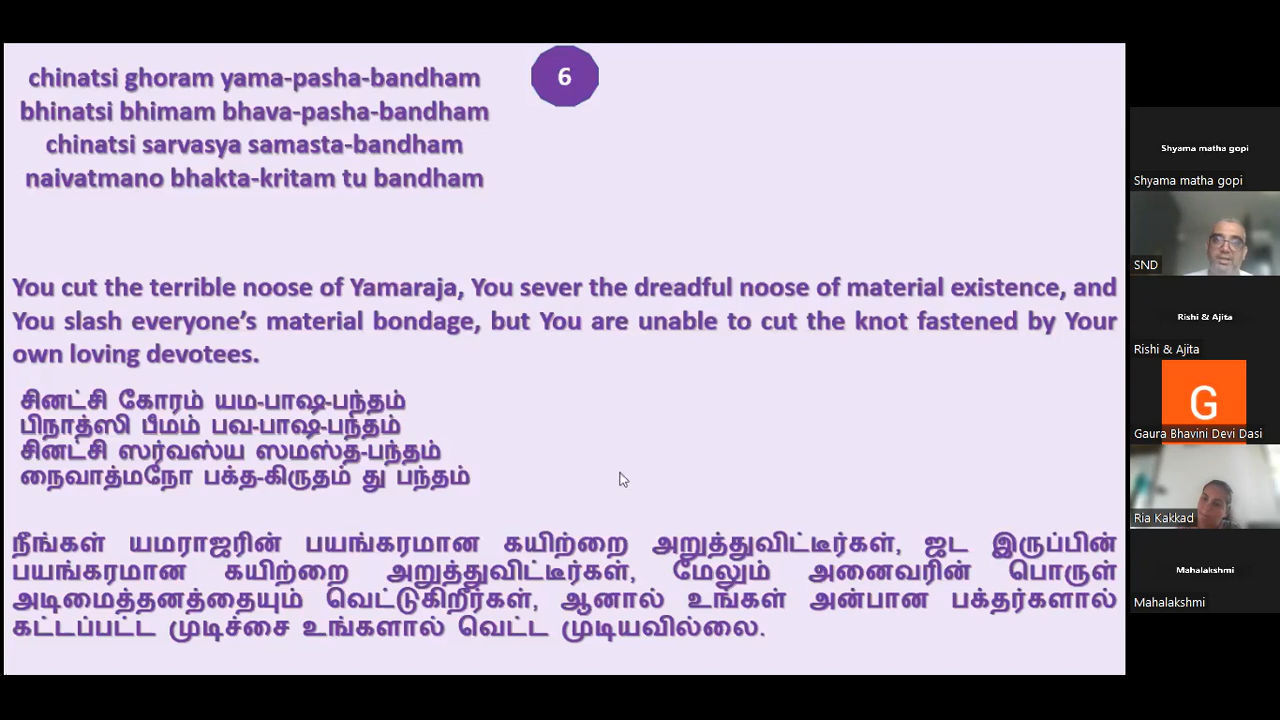 chinatsi ghoram yama-pasha-bandham
bhinatsi bhimam bhava-pasha-bandham
chinatsi sarvasya samasta-bandham
naivatmano bhakta-kritam tu bandham
6
You cut the terrible noose of Yamaraja, You sever the dreadful noose of material existence, and
You slash everyone’s material bondage, but You are unable to cut the knot fastened by Your
own loving devotees.
சினட்சி கோரம் யம-பாஷ-பந்தம்
பிநாத்ஸி பீமம் பவ-பாஷ-பந்தம்
சினட்சி ஸர்வஸ்ய ஸமஸ்த-பந்தம்
நைவாத்மநோ பக்த-கிருதம் து பந்தம்
நீங்கள் யமராஜரின் பயங்கரமான கயிற்றை அறுத்துவிட்டீர்கள், ஜட இருப்பின்
பயங்கரமான கயிற்றை அறுத்துவிட்டீர்கள், மேலும் அனைவரின் பொருள்
அடிமைத்தனத்தையும் வெட்டுகிறீர்கள், ஆனால் உங்கள் அன்பான பக்தர்களால்
கட்டப்பட்ட முடிச்சை உங்களால் வெட்ட முடியவில்லை.
Shyama matha gopi
Shyama matha gopi
SND
Rishi & Ajita
Rishi & Ajita
G
Gaura Bhavini Devi Dasi
Ria Kakkad
Mahalakshmi
Mahalakshmi